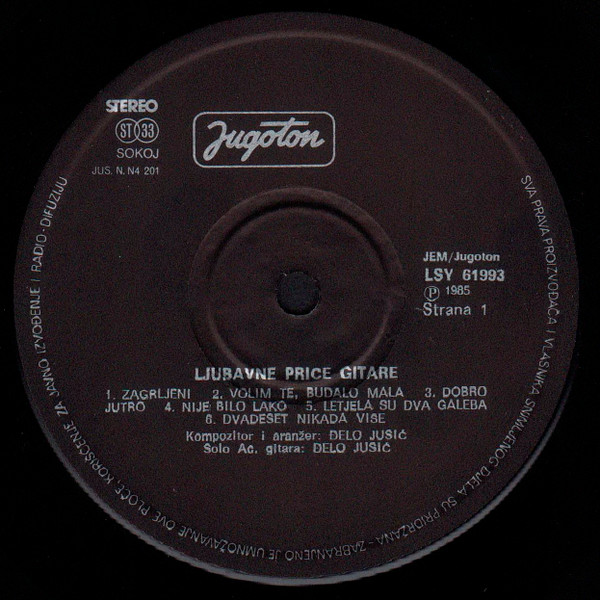 STEREO
ST 33
SOKOJ
JUS. N. N4 201
Jugoton
JEM/Jugoton
LSY 61993
Ⓟ 1985
Strana 1
LJUBAVNE PRICE GITARE
1. ZAGRLJENI 2. VOLIM TE, BUDALO MALA 3. DOBRO
JUTRO 4. NIJE BILO LAKO 5. LETJELA SU DVA GALEBA
6. DVADESET NIKADA VISE
Kompozitor i aranžer: ĐELO JUSIĆ
Solo Ac. gitara: ĐELO JUSIĆ
SVA PRAVA PROIZVOĐAČA I VLASNIKA SNIMLJENOG DJELA SU PRIDRŽANA - ZABRANJENO JE UMNOŽAVANJE OVE PLOČE, KORIŠĆENJE ZA JAVNO IZVOĐENJE I RADIO-DIFUZIJU